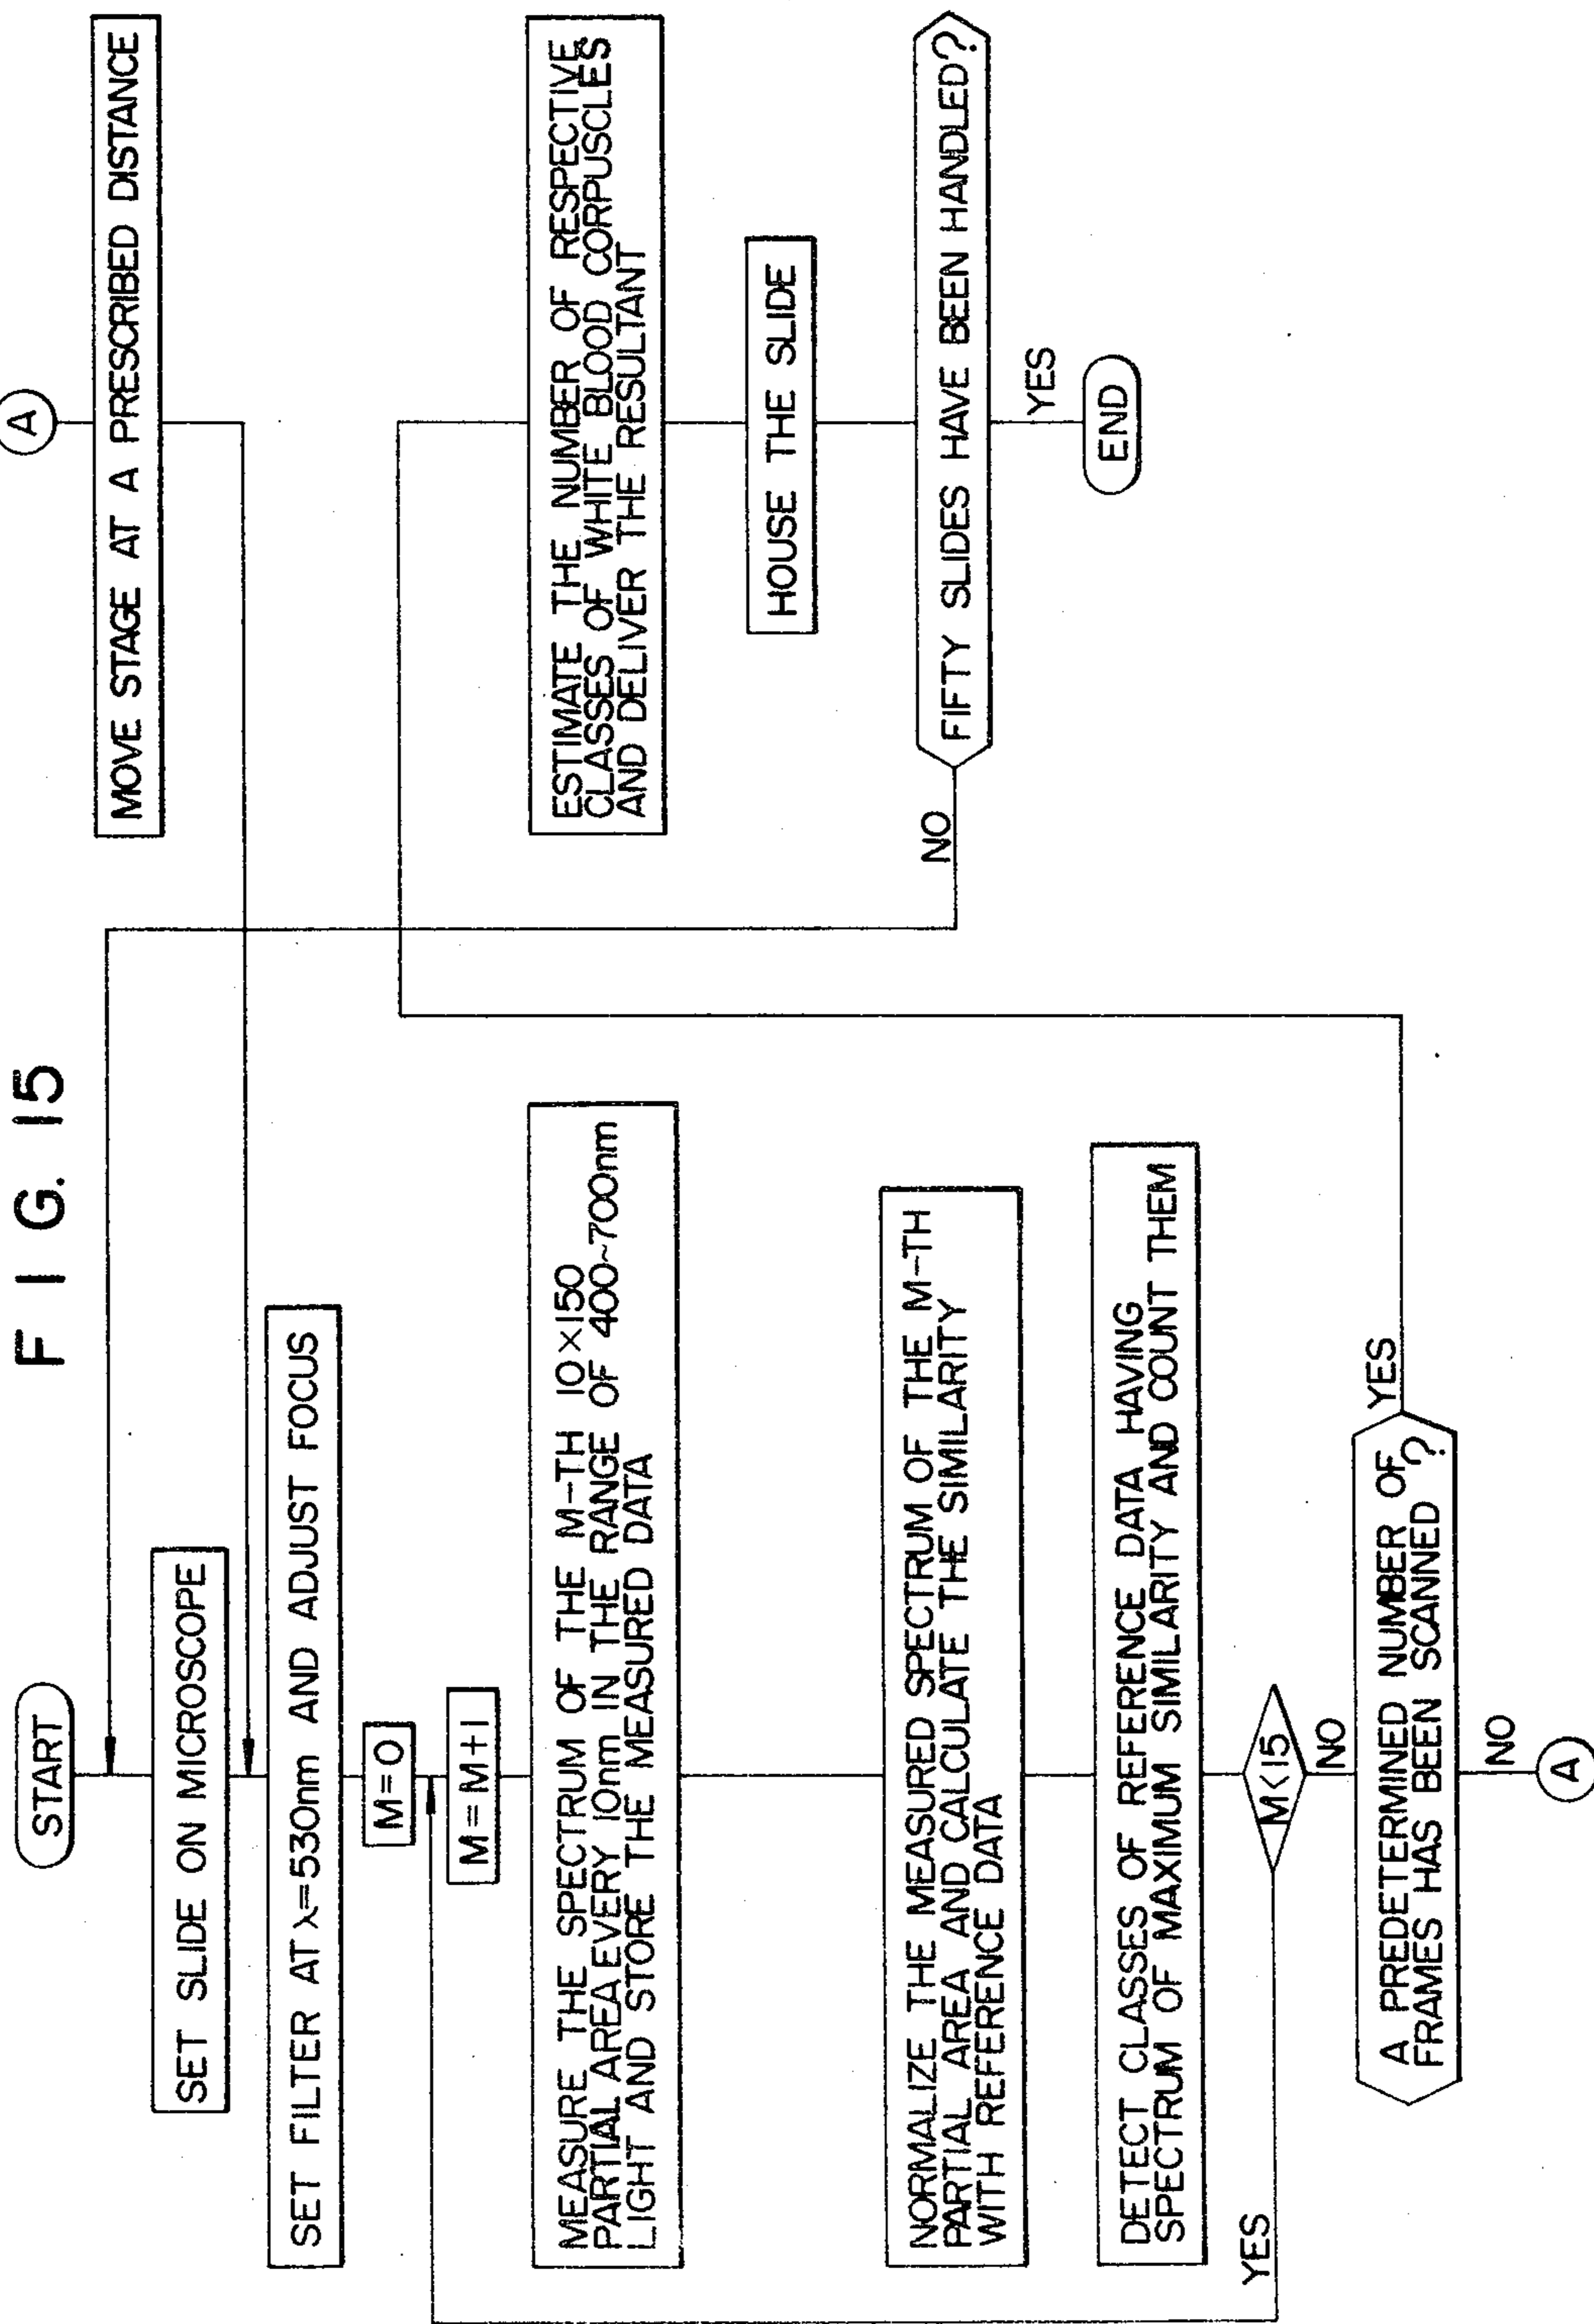 FIG. 15
START
SET SLIDE ON MICROSCOPE
SET FILTER AT λ=530nm AND ADJUST FOCUS
M=0
M=M+1
MEASURE THE SPECTRUM OF THE M-TH 10×150
PARTIAL AREA EVERY 10nm IN THE RANGE OF 400~700nm
LIGHT AND STORE THE MEASURED DATA
NORMALIZE THE MEASURED SPECTRUM OF THE M-TH
PARTIAL AREA AND CALCULATE THE SIMILARITY
WITH REFERENCE DATA
DETECT CLASSES OF REFERENCE DATA HAVING
SPECTRUM OF MAXIMUM SIMILARITY AND COUNT THEM
M<15
YES
NO
A PREDETERMINED NUMBER OF
FRAMES HAS BEEN SCANNED ?
YES
NO
A
A
MOVE STAGE AT A PRESCRIBED DISTANCE
ESTIMATE THE NUMBER OF RESPECTIVE
CLASSES OF WHITE BLOOD CORPUSCLES
AND DELIVER THE RESULTANT
HOUSE THE SLIDE
FIFTY SLIDES HAVE BEEN HANDLED?
NO
YES
END